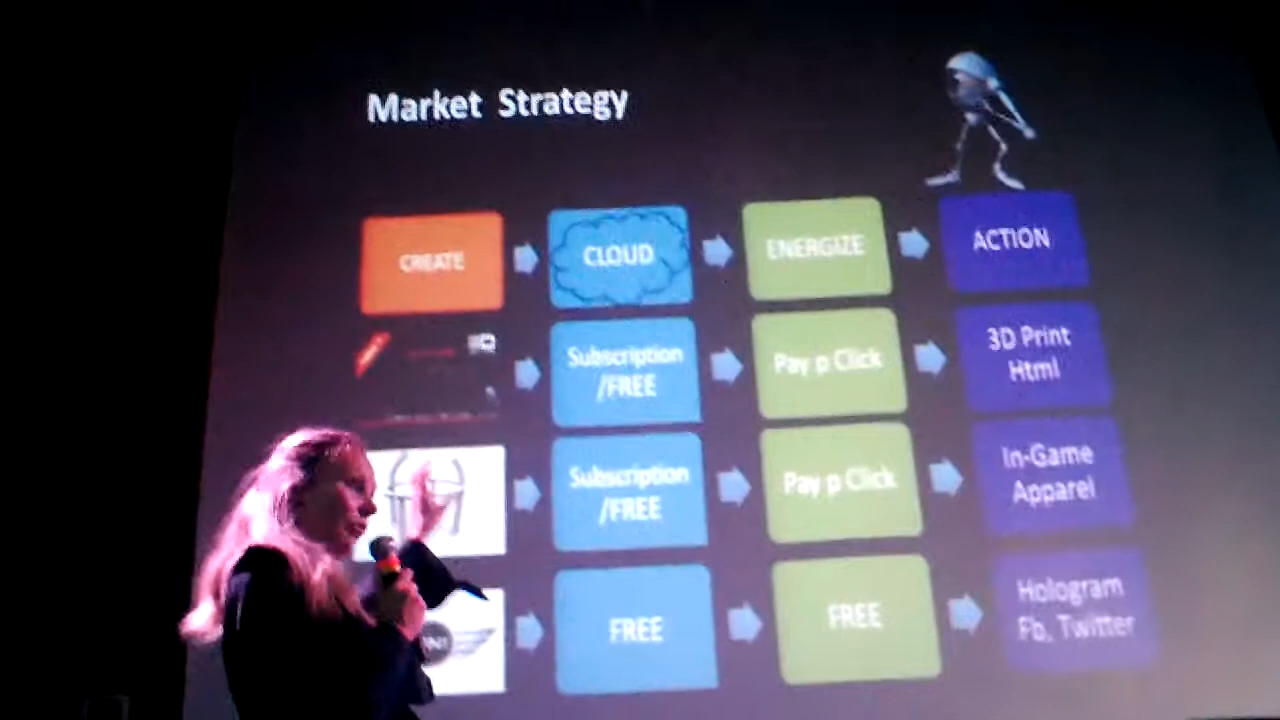 Market Strategy
CREATE
CLOUD
ENERGIZE
ACTION
Subscription
/FREE
Pay p Click
3D Print
Html
Subscription
/FREE
Pay p Click
In-Game
Apparel
FREE
FREE
Hologram
Fb, Twitter